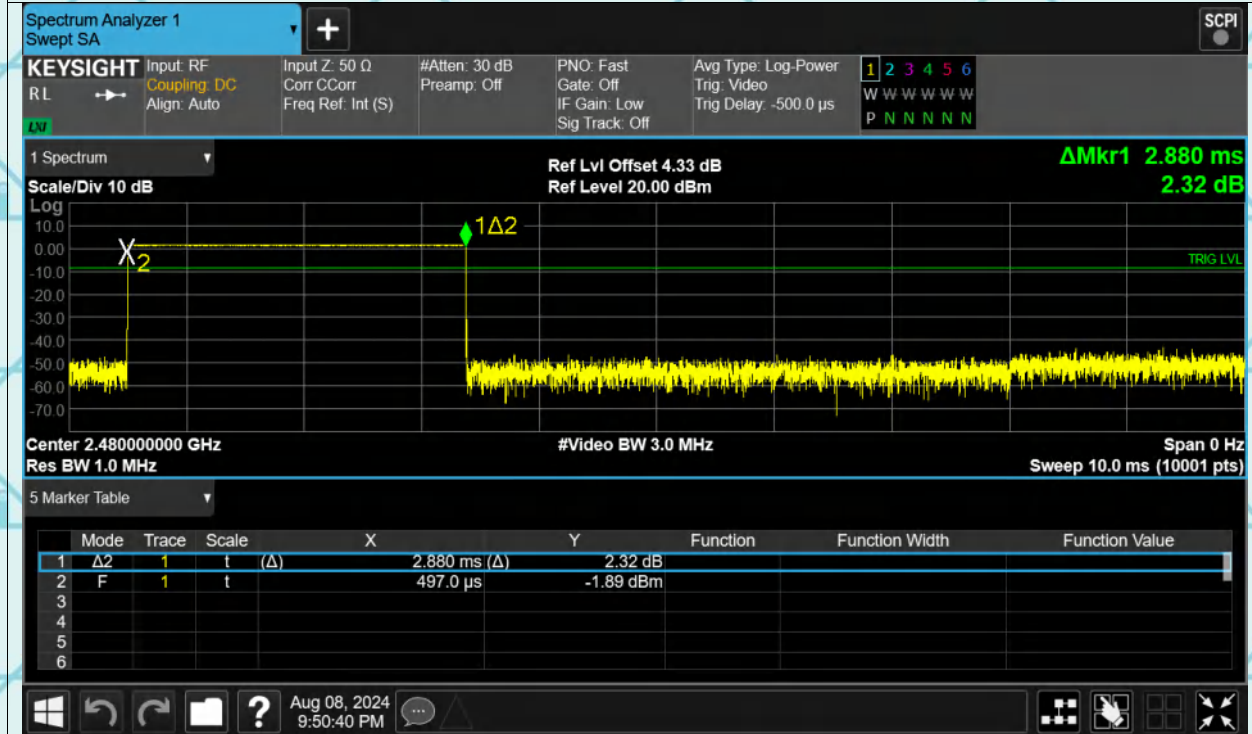 Spectrum Analyzer 1
Swept SA
+
SCPI
KEYSIGHT
RL
LXI
Input: RF
Coupling: DC
Align: Auto
Input Z: 50 Ω
Corr CCorr
Freq Ref: Int (S)
#Atten: 30 dB
Preamp: Off
PNO: Fast
Gate: Off
IF Gain: Low
Sig Track: Off
Avg Type: Log-Power
Trig: Video
Trig Delay: -500.0 µs
1 2 3 4 5 6
W W W W W W
P N N N N N
1 Spectrum
Scale/Div 10 dB
Ref Lvl Offset 4.33 dB
Ref Level 20.00 dBm
ΔMkr1 2.880 ms
2.32 dB
Log
10.0
0.00
-10.0
-20.0
-30.0
-40.0
-50.0
-60.0
-70.0
1Δ2
2
TRIG LVL
Center 2.480000000 GHz
#Video BW 3.0 MHz
Span 0 Hz
Res BW 1.0 MHz
Sweep 10.0 ms (10001 pts)
5 Marker Table
Mode Trace Scale X Y Function Function Width Function Value
1 Δ2 1 t (Δ) 2.880 ms (Δ) 2.32 dB
2 F 1 t 497.0 µs -1.89 dBm
3
4
5
6
?
Aug 08, 2024
9:50:40 PM